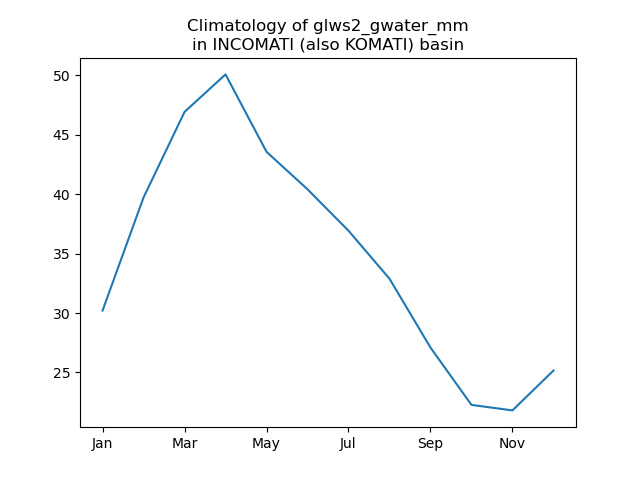 Climatology of glws2_gwater_mm
in INCOMATI (also KOMATI) basin
50
45
40
35
30
25
Jan Mar May Jul Sep Nov